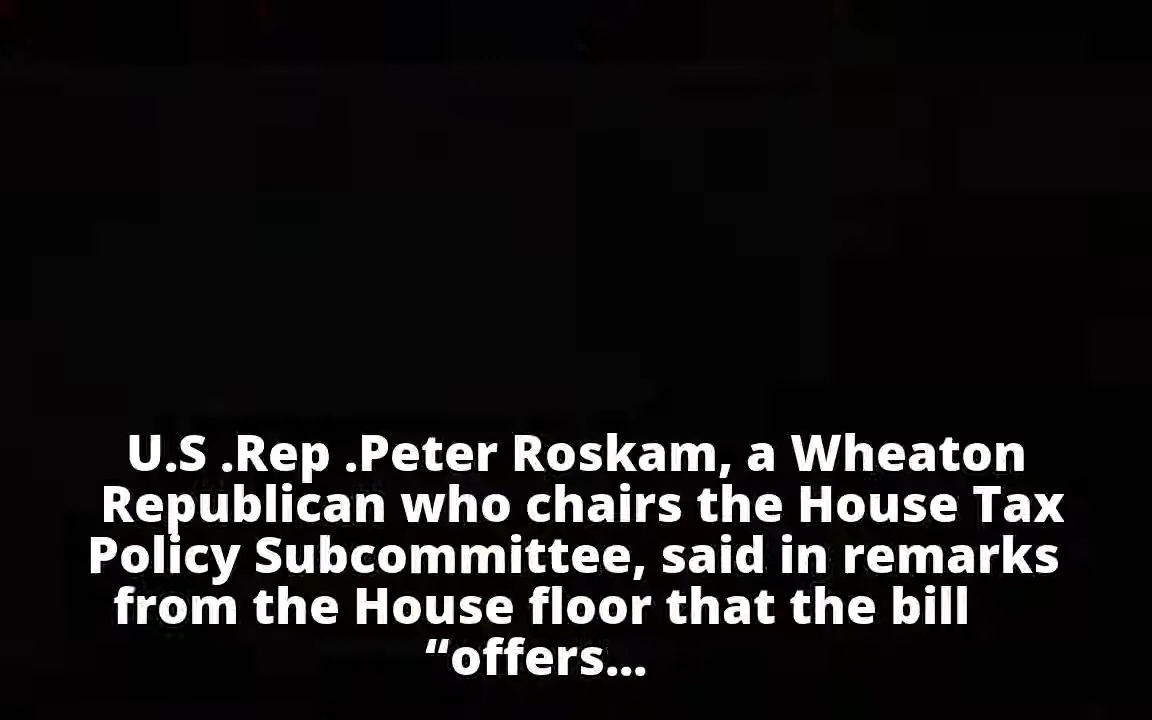 U.S .Rep .Peter Roskam, a Wheaton
Republican who chairs the House Tax
Policy Subcommittee, said in remarks
from the House floor that the bill
“offers...